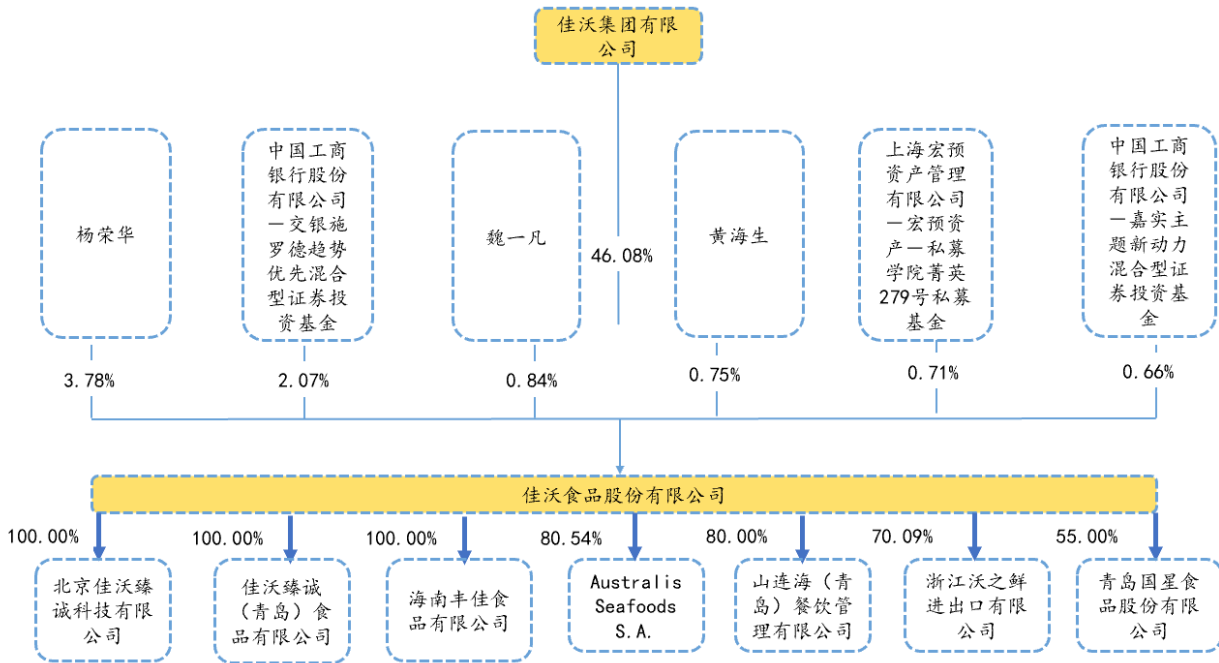 佳沃集团有限
公司
杨荣华
中国工商
银行股份
有限公司
－交银施
罗德趋势
优先混合
型证券投
资基金
魏一凡
46.08%
黄海生
上海宏预
资产管理
有限公司
－宏预资
产－私募
学院菁英
279号私募
基金
中国工商
银行股份
有限公司
－嘉实主
题新动力
混合型证
券投资基
金
3.78%
2.07%
0.84%
0.75%
0.71%
0.66%
佳沃食品股份有限公司
100.00%
100.00%
100.00%
80.54%
80.00%
70.09%
55.00%
北京佳沃臻
诚科技有限
公司
佳沃臻诚
（青岛）食
品有限公司
海南丰佳食
品有限公司
Australis
Seafoods
S.A.
山连海（青
岛）餐饮管
理有限公司
浙江沃之鲜
进出口有限
公司
青岛国星食
品股份有限
公司